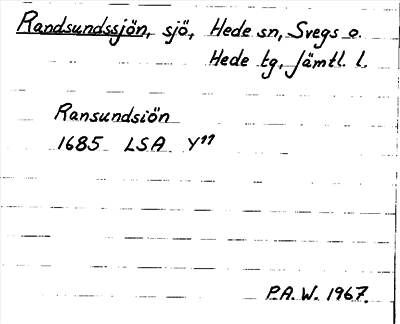 Randsundssjön, sjö, Hede sn, Svegs o.
Hede tg, Jämtl. l.
Ransundsiön
1685 LSA Y11
P.A.W. 1967.